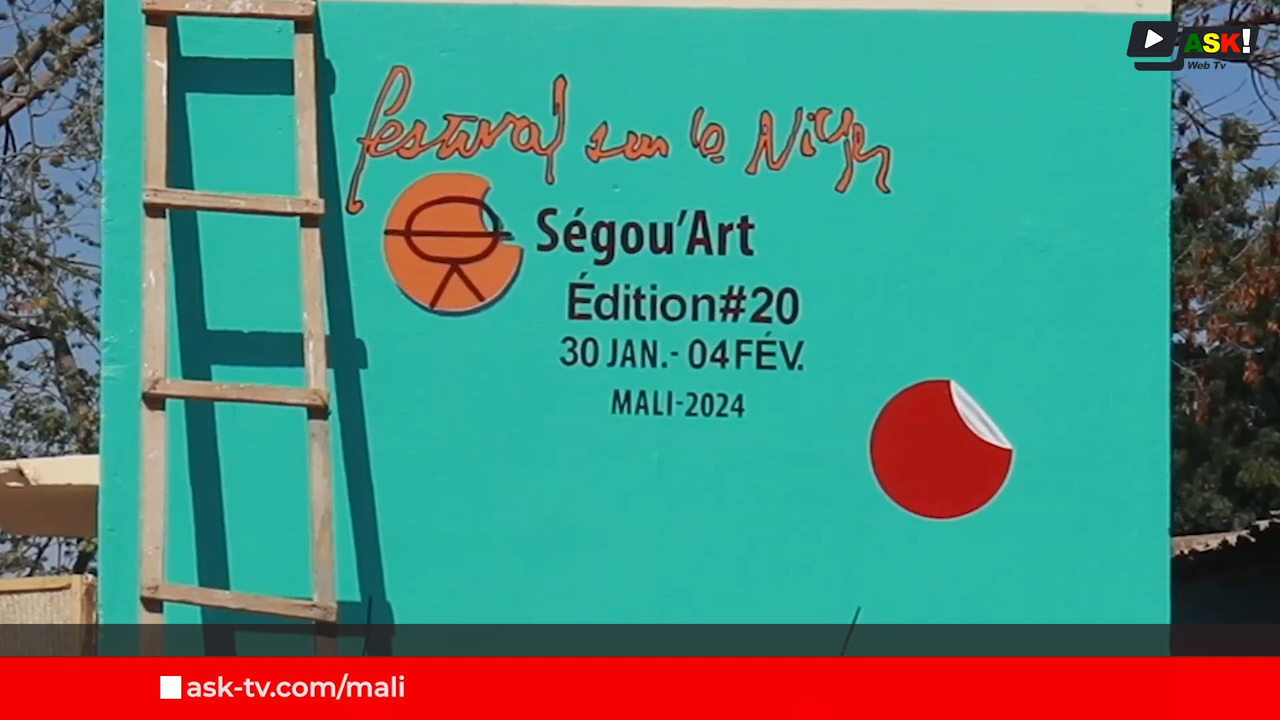 ASK!
Web Tv
festival sur le Niger
Ségou'Art
Édition#20
30 JAN.- 04 FÉV.
MALI-2024
ask-tv.com/mali